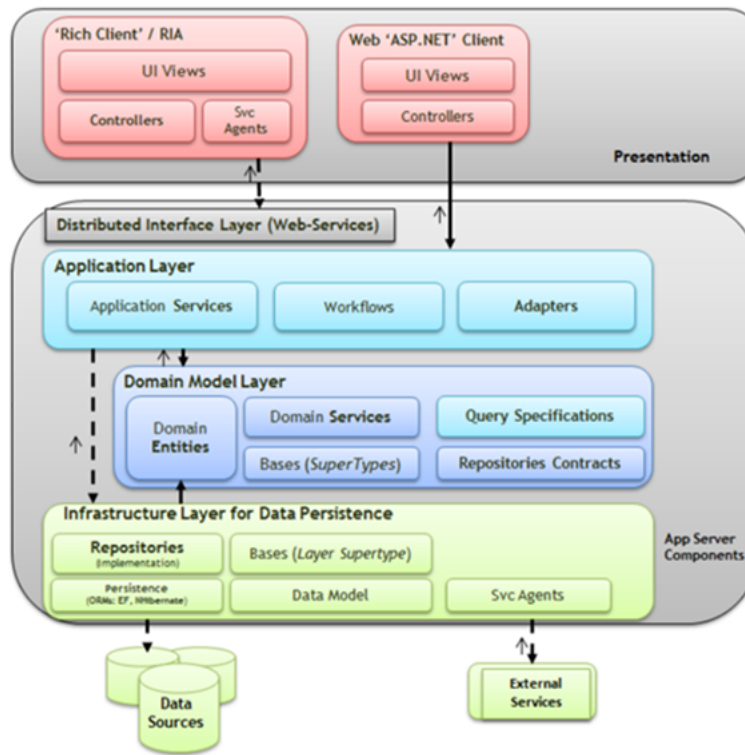 'Rich Client' / RIA
UI Views
Controllers
Svc
Agents
Web 'ASP.NET' Client
UI Views
Controllers
Presentation
Distributed Interface Layer (Web-Services)
Application Layer
Application Services
Workflows
Adapters
Domain Model Layer
Domain
Entities
Domain Services
Query Specifications
Bases (SuperTypes)
Repositories Contracts
Infrastructure Layer for Data Persistence
Repositories
(Implementation)
Bases (Layer Supertype)
Persistence
(ORMs: EF, NHibernate)
Data Model
Svc Agents
App Server
Components
Data
Sources
External
Services